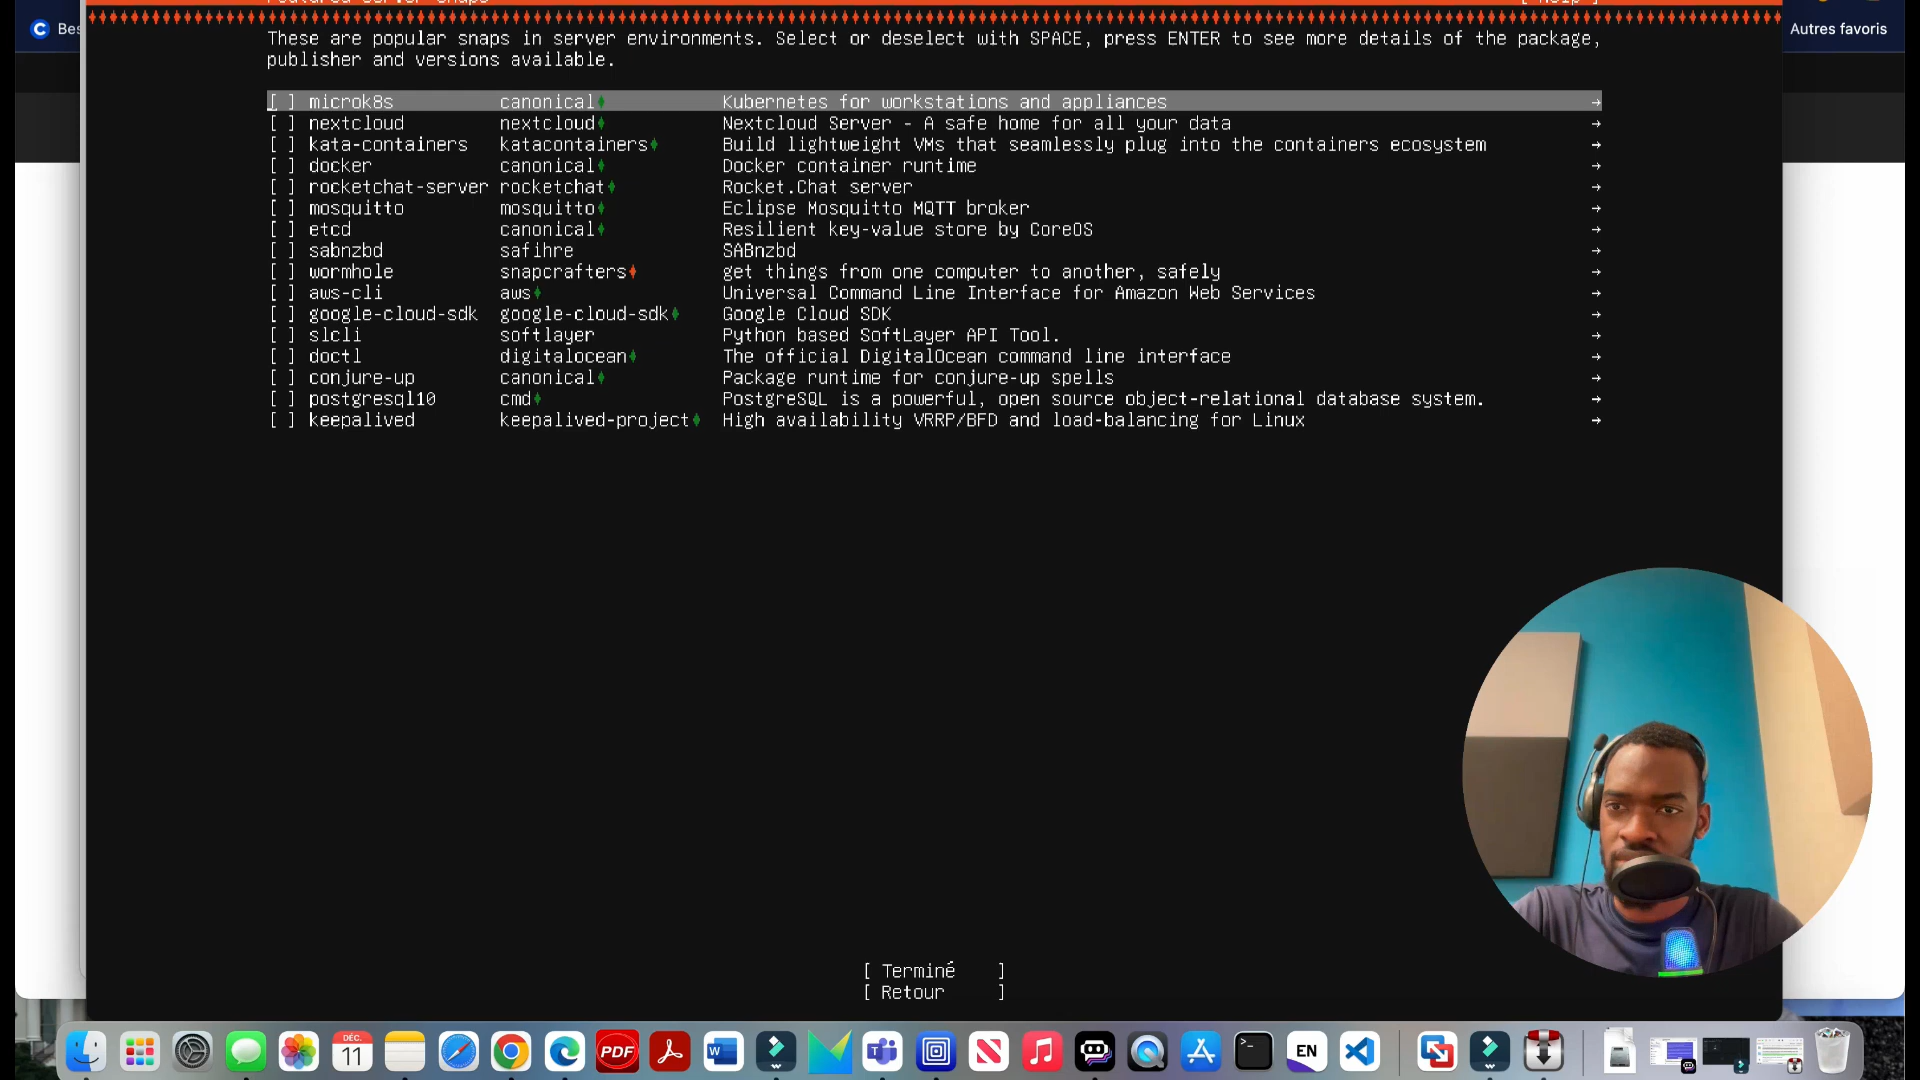 Featured Server Snaps [ Help ]
Bes
Autres favoris
These are popular snaps in server environments. Select or deselect with SPACE, press ENTER to see more details of the package,
publisher and versions available.
[ ] microk8s canonical♦ Kubernetes for workstations and appliances →
[ ] nextcloud nextcloud♦ Nextcloud Server - A safe home for all your data →
[ ] kata-containers katacontainers♦ Build lightweight VMs that seamlessly plug into the containers ecosystem →
[ ] docker canonical♦ Docker container runtime →
[ ] rocketchat-server rocketchat♦ Rocket.Chat server →
[ ] mosquitto mosquitto♦ Eclipse Mosquitto MQTT broker →
[ ] etcd canonical♦ Resilient key-value store by CoreOS →
[ ] sabnzbd safihre SABnzbd →
[ ] wormhole snapcrafters♦ get things from one computer to another, safely →
[ ] aws-cli aws♦ Universal Command Line Interface for Amazon Web Services →
[ ] google-cloud-sdk google-cloud-sdk♦ Google Cloud SDK →
[ ] slcli softlayer Python based SoftLayer API Tool. →
[ ] doctl digitalocean♦ The official DigitalOcean command line interface →
[ ] conjure-up canonical♦ Package runtime for conjure-up spells →
[ ] postgresql10 cmd♦ PostgreSQL is a powerful, open source object-relational database system. →
[ ] keepalived keepalived-project♦ High availability VRRP/BFD and load-balancing for Linux →
[ Terminé ]
[ Retour ]
DÉC.
11
PDF
W
EN